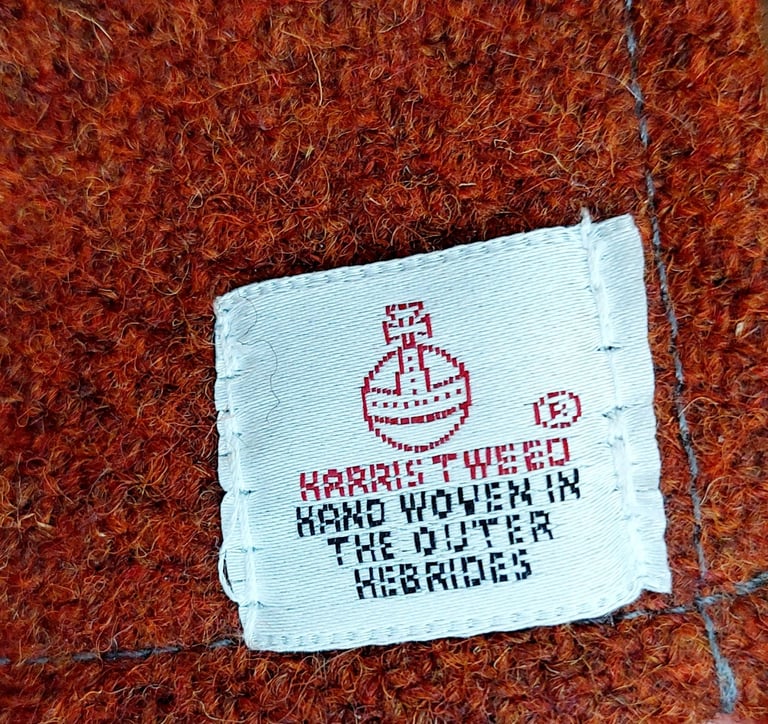 ®
HARRIS TWEED
HAND WOVEN IN
THE OUTER
HEBRIDES